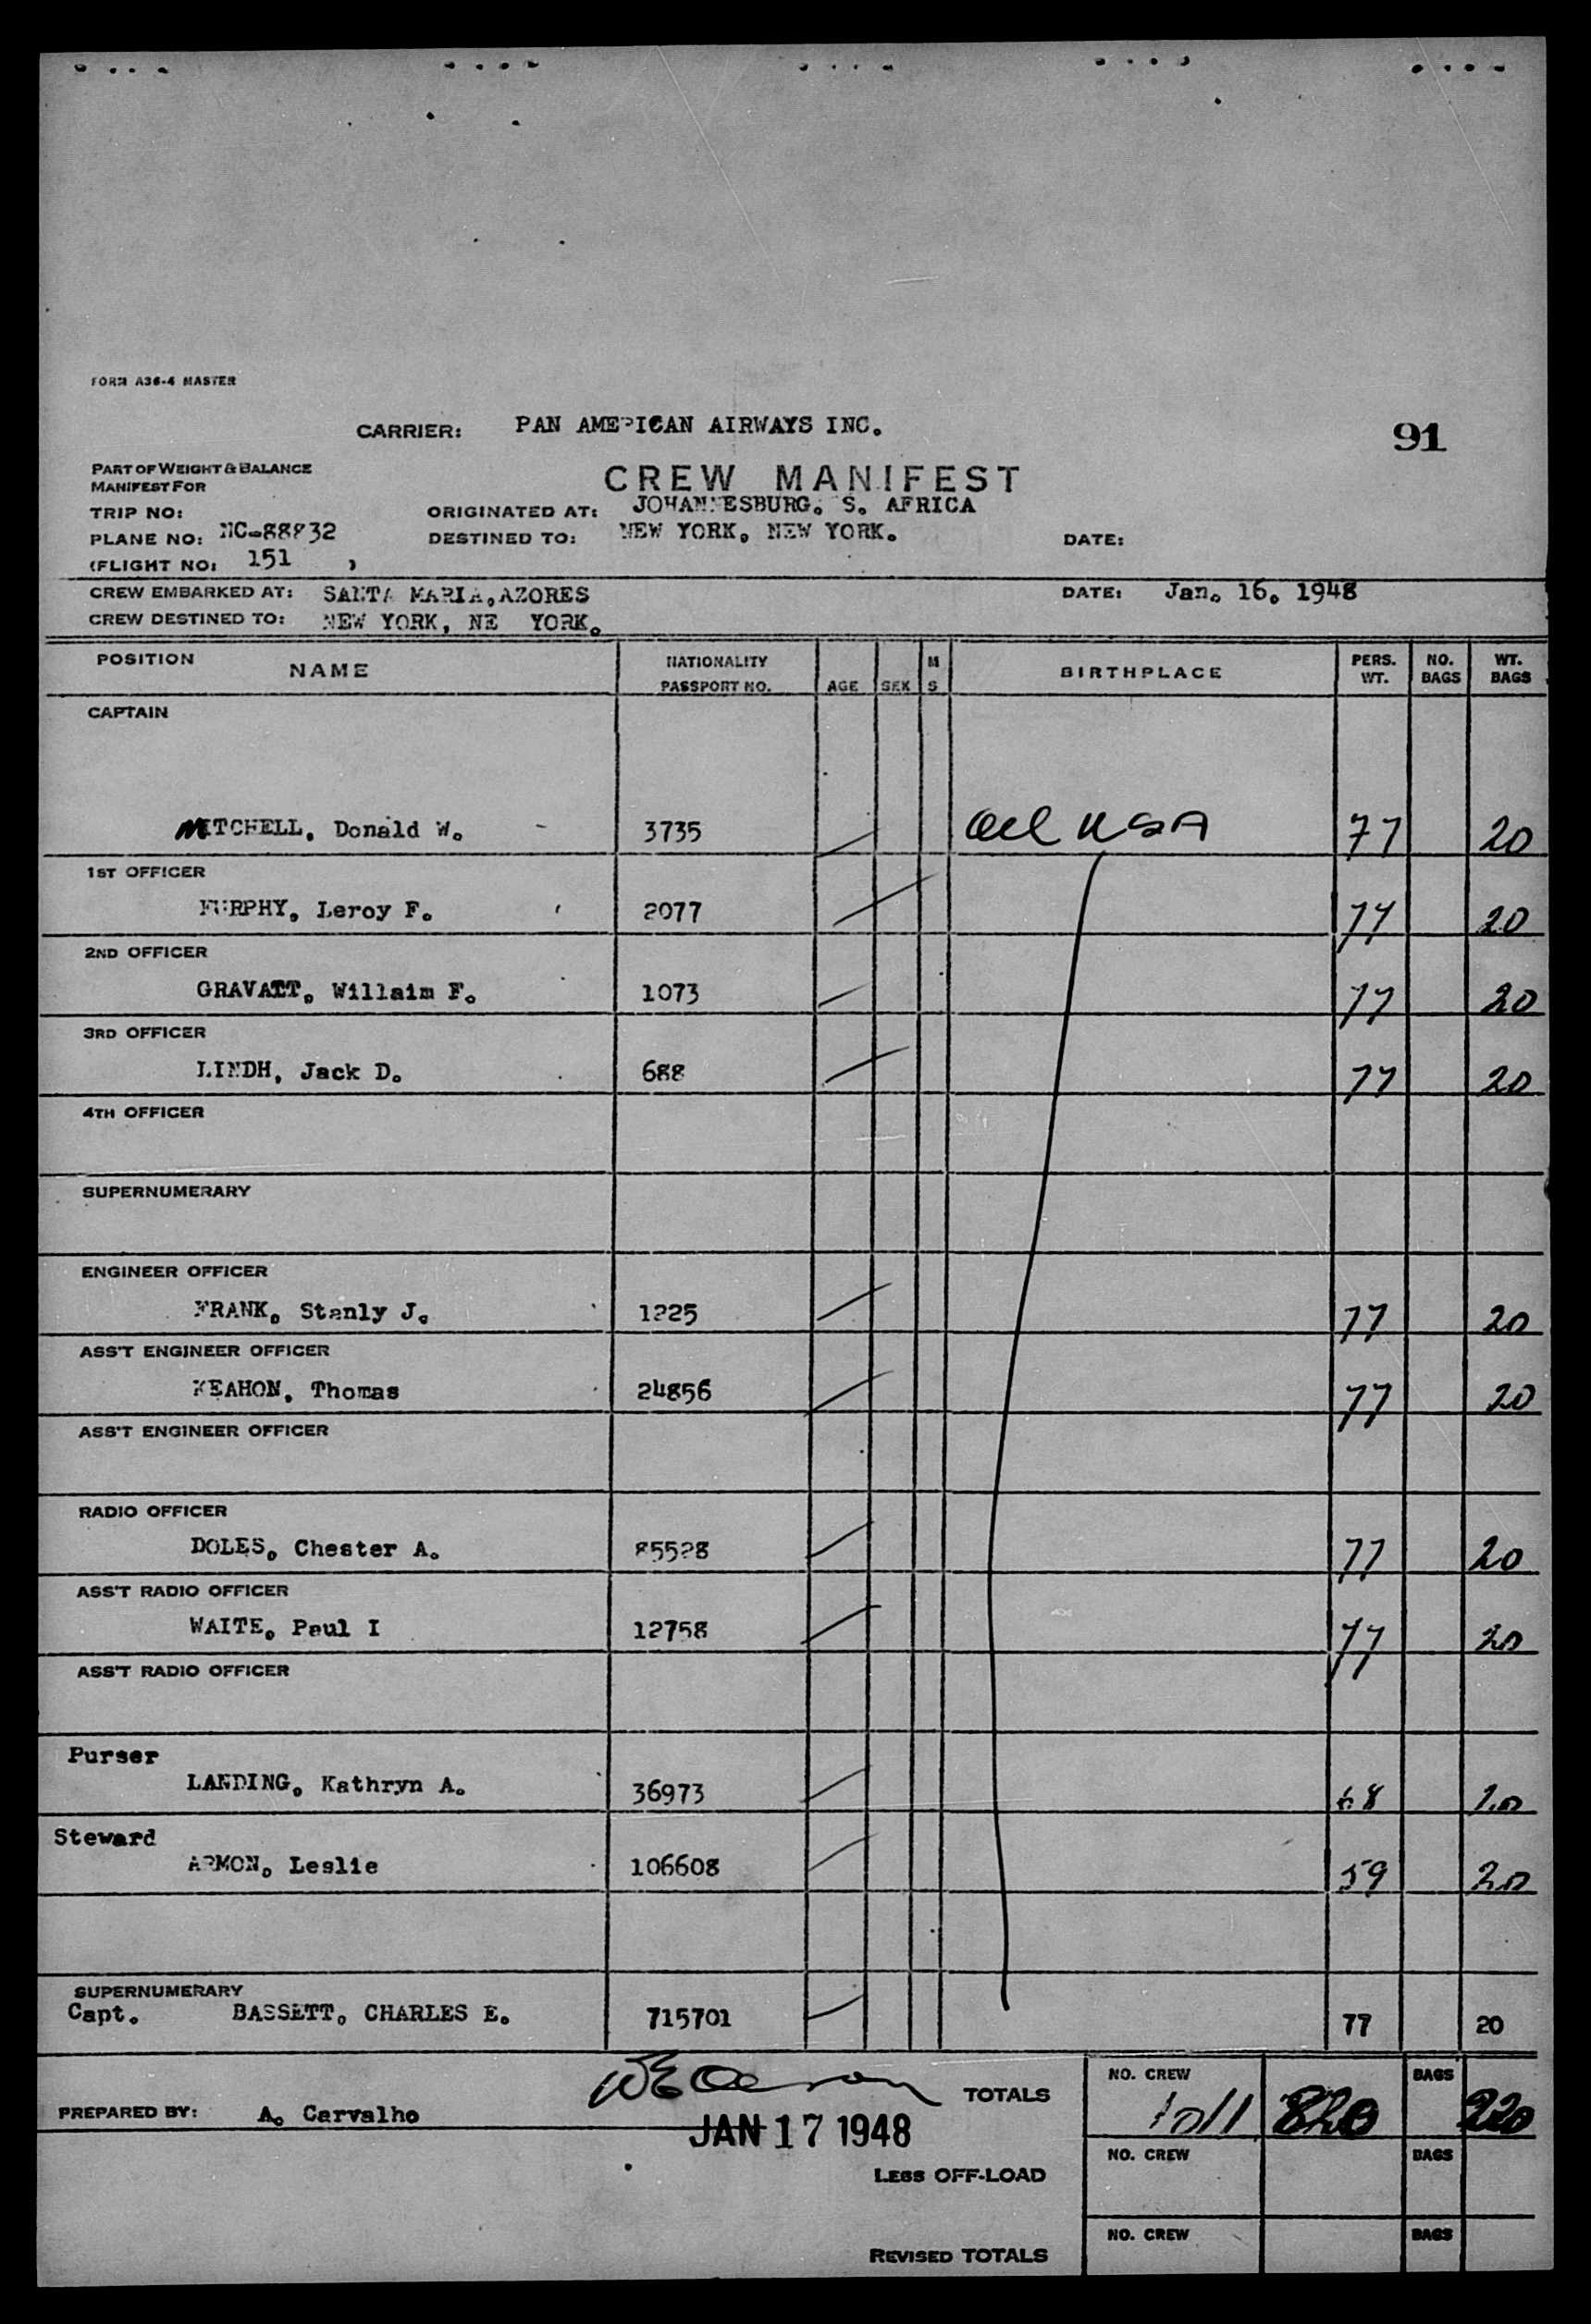 FORM A36-4 MASTER
CARRIER: PAN AMERICAN AIRWAYS INC.
91
PART OF WEIGHT & BALANCE
MANIFEST FOR
CREW MANIFEST
TRIP NO: ORIGINATED AT: JOHANNESBURG. S. AFRICA
PLANE NO: NC-88832 DESTINED TO: NEW YORK. NEW YORK. DATE:
(FLIGHT NO: 151 )
CREW EMBARKED AT: SANTA MARIA, AZORES DATE: Jan. 16. 1948
CREW DESTINED TO: NEW YORK, NE YORK.
POSITION NAME NATIONALITY PASSPORT NO. AGE SEX M S BIRTHPLACE PERS. WT. NO. BAGS WT. BAGS
CAPTAIN
MITCHELL. Donald W. - 3735 all USA 77 20
1ST OFFICER
MURPHY. Leroy F. 2077 77 20
2ND OFFICER
GRAVATT. Willaim F. 1073 77 20
3RD OFFICER
LINDH, Jack D. 688 77 20
4TH OFFICER
SUPERNUMERARY
ENGINEER OFFICER
FRANK. Stanly J. 1225 77 20
ASS'T ENGINEER OFFICER
KEAHON. Thomas 24856 77 20
ASS'T ENGINEER OFFICER
RADIO OFFICER
DOLES. Chester A. 85528 77 20
ASS'T RADIO OFFICER
WAITE. Paul I 12758 77 20
ASS'T RADIO OFFICER
Purser
LANDING. Kathryn A. 36973 68 20
Steward
ARMON. Leslie 106608 59 20
SUPERNUMERARY
Capt. BASSETT. CHARLES E. 715701 77 20
PREPARED BY: A. Carvalho TOTALS NO. CREW 11 820 BAGS 220
JAN 17 1948
LESS OFF-LOAD NO. CREW BAGS
REVISED TOTALS NO. CREW BAGS